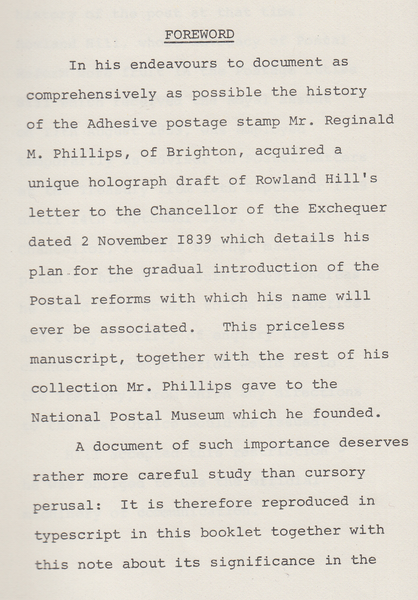 FOREWORD
In his endeavours to document as
comprehensively as possible the history
of the Adhesive postage stamp Mr. Reginald
M. Phillips, of Brighton, acquired a
unique holograph draft of Rowland Hill's
letter to the Chancellor of the Exchequer
dated 2 November I839 which details his
plan for the gradual introduction of the
Postal reforms with which his name will
ever be associated.   This priceless
manuscript, together with the rest of his
collection Mr. Phillips gave to the
National Postal Museum which he founded.
A document of such importance deserves
rather more careful study than cursory
perusal:  It is therefore reproduced in
typescript in this booklet together with
this note about its significance in the